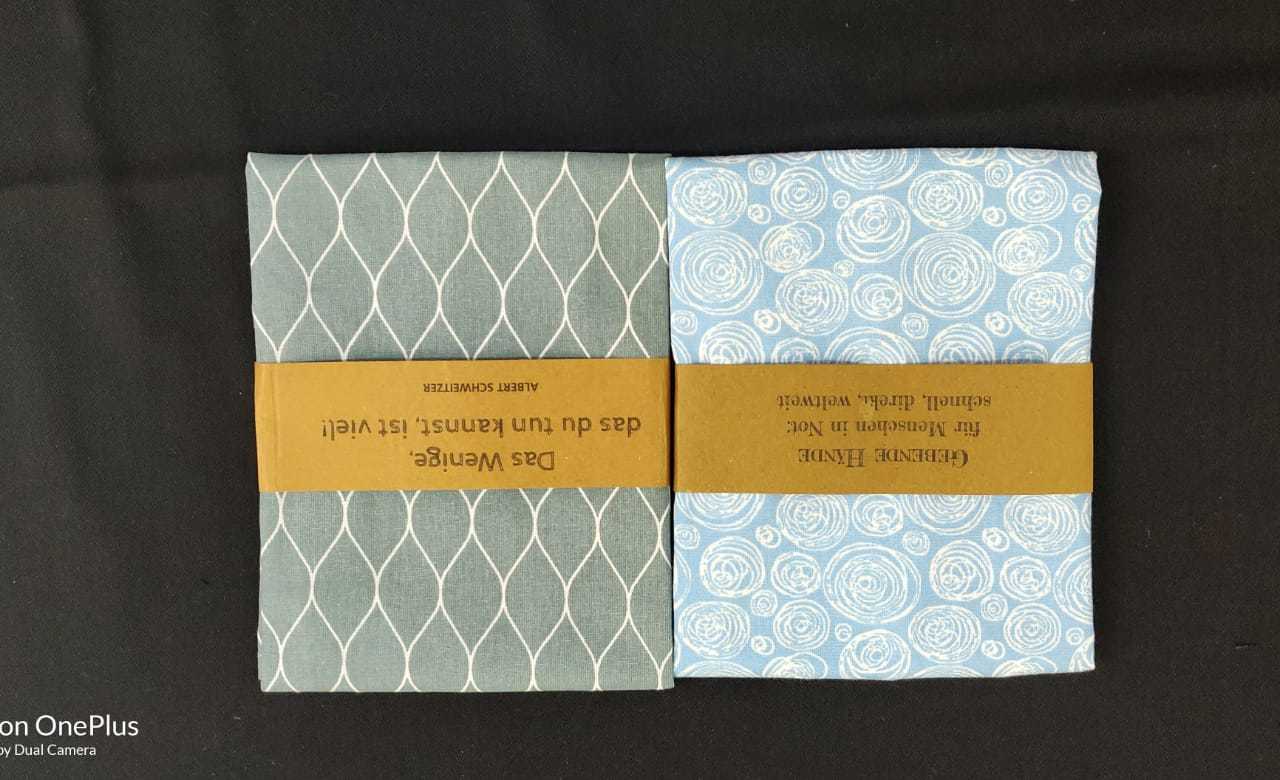 Das Wenige,
das du tun kannst, ist viel!
ALBERT SCHWEITZER
GEBENDE HÄNDE
für Menschen in Not:
schnell, direkt, weltweit
on OnePlus
by Dual Camera